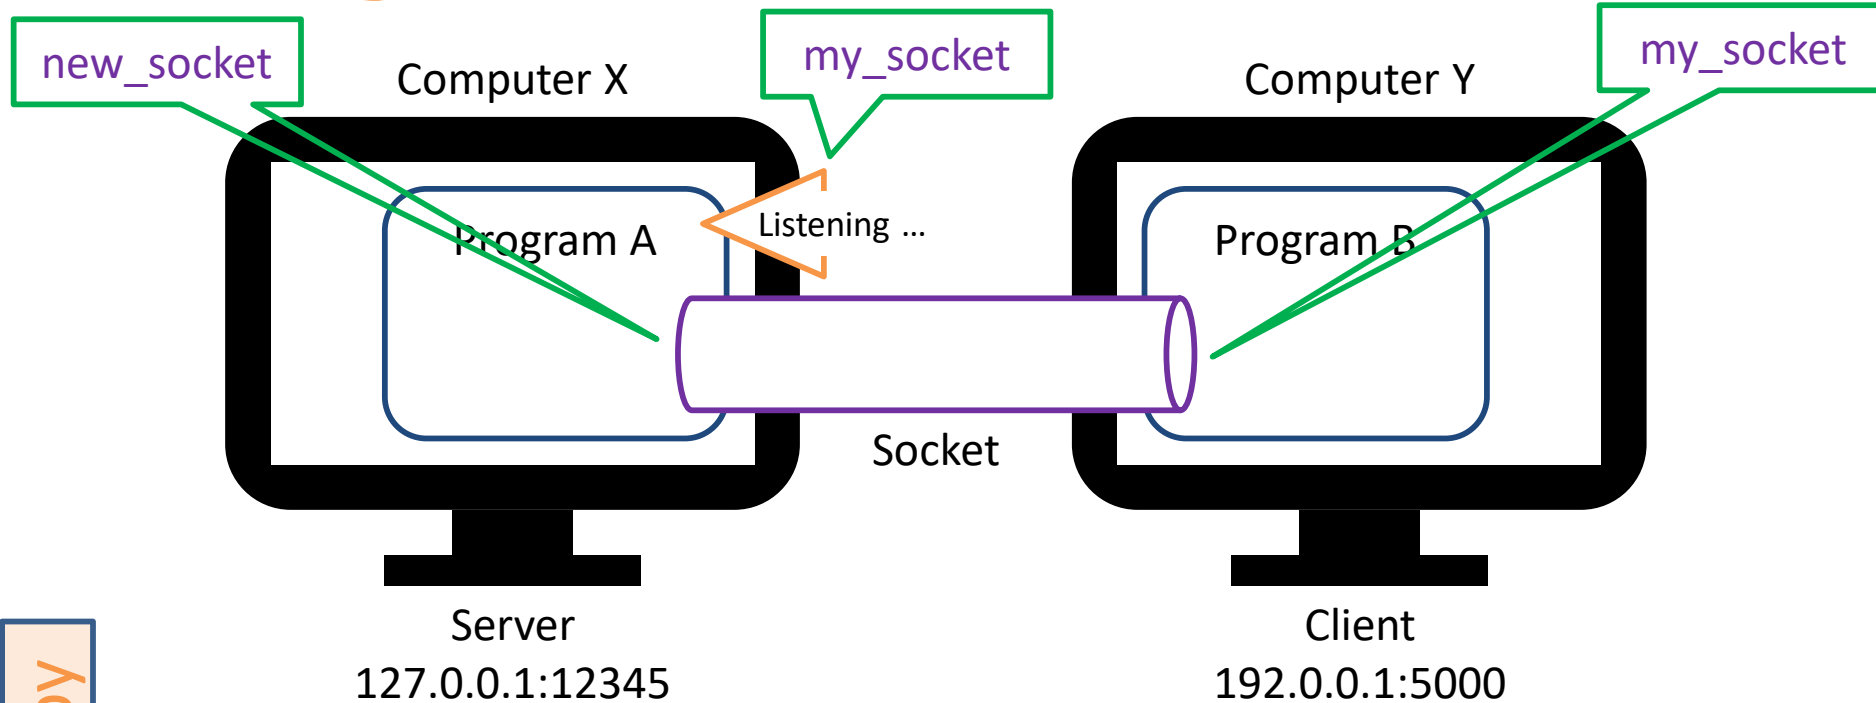 new_socket
my_socket
my_socket
Computer X
Computer Y
Program A
Listening ...
Program B
Socket
Server
127.0.0.1:12345
Client
192.0.0.1:5000